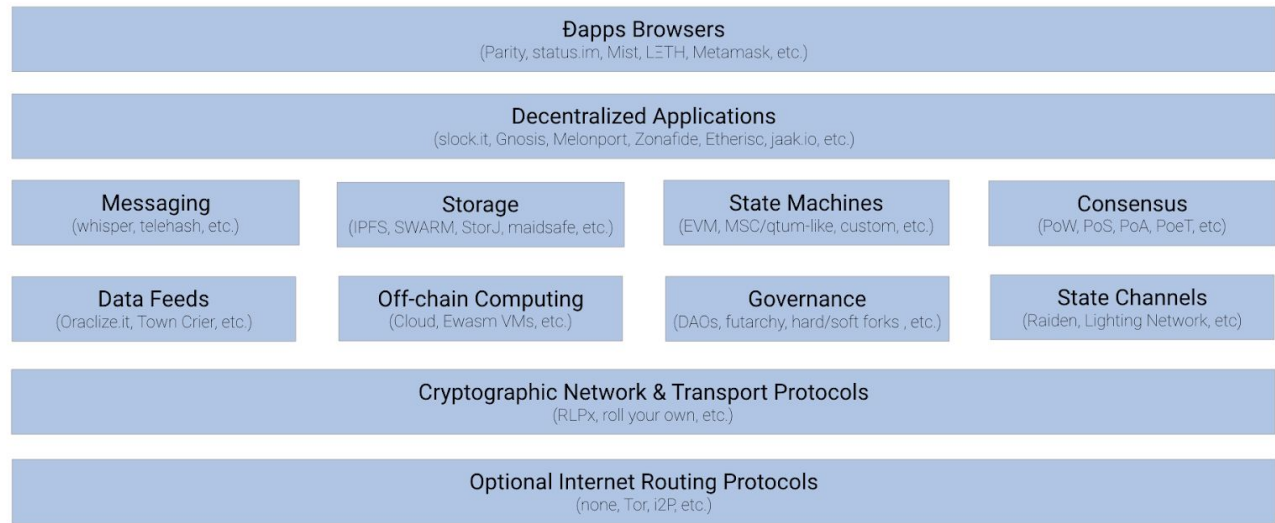 Đapps Browsers
(Parity, status.im, Mist, LΞTH, Metamask, etc.)
Decentralized Applications
(slock.it, Gnosis, Melonport, Zonafide, Etherisc, jaak.io, etc.)
Messaging
(whisper, telehash, etc.)
Storage
(IPFS, SWARM, StorJ, maidsafe, etc.)
State Machines
(EVM, MSC/qtum-like, custom, etc.)
Consensus
(PoW, PoS, PoA, PoeT, etc)
Data Feeds
(Oraclize.it, Town Crier, etc.)
Off-chain Computing
(Cloud, Ewasm VMs, etc.)
Governance
(DAOs, futarchy, hard/soft forks , etc.)
State Channels
(Raiden, Lighting Network, etc)
Cryptographic Network & Transport Protocols
(RLPx, roll your own, etc.)
Optional Internet Routing Protocols
(none, Tor, i2P, etc.)